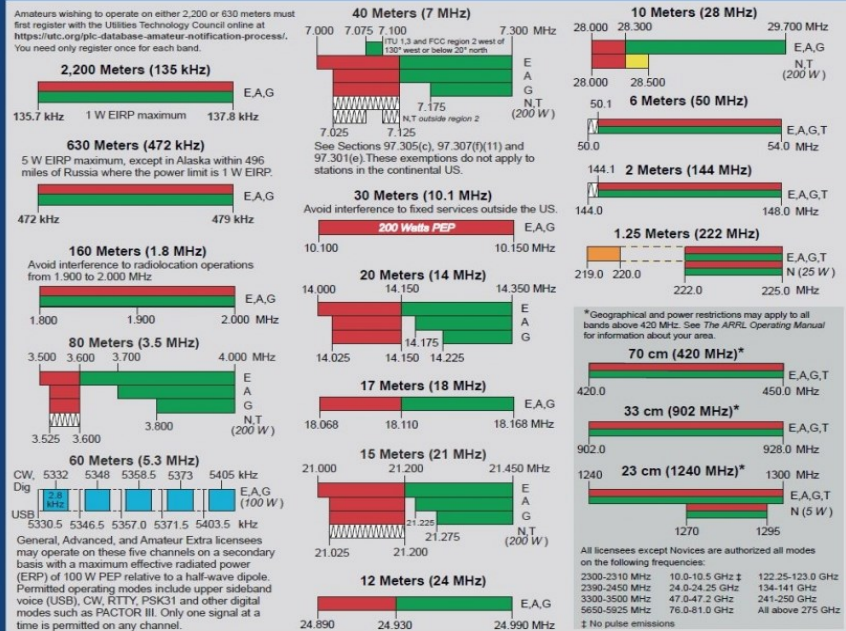 Amateurs wishing to operate on either 2,200 or 630 meters must
first register with the Utilities Technology Council online at
https://utc.org/plc-database-amateur-notification-process/.
You need only register once for each band.
2,200 Meters (135 kHz)
E,A,G
135.7 kHz 1 W EIRP maximum 137.8 kHz
630 Meters (472 kHz)
5 W EIRP maximum, except in Alaska within 496
miles of Russia where the power limit is 1 W EIRP.
E,A,G
472 kHz 479 kHz
160 Meters (1.8 MHz)
Avoid interference to radiolocation operations
from 1.900 to 2.000 MHz
E,A,G
1.800 1.900 2.000 MHz
80 Meters (3.5 MHz)
3.500 3.600 3.700 4.000 MHz
E
A
G
N,T
(200 W)
3.525 3.600 3.800
60 Meters (5.3 MHz)
CW, Dig 5332 5348 5358.5 5373 5405 kHz
2.8 kHz
E,A,G
(100 W)
USB 5330.5 5346.5 5357.0 5371.5 5403.5 kHz
General, Advanced, and Amateur Extra licensees
may operate on these five channels on a secondary
basis with a maximum effective radiated power
(ERP) of 100 W PEP relative to a half-wave dipole.
Permitted operating modes include upper sideband
voice (USB), CW, RTTY, PSK31 and other digital
modes such as PACTOR III. Only one signal at a
time is permitted on any channel.
40 Meters (7 MHz)
7.000 7.075 7.100 7.300 MHz
ITU 1,3 and FCC region 2 west of
130° west or below 20° north
E
A
G
N,T
(200 W)
7.175
N,T outside region 2
7.025 7.125
See Sections 97.305(c), 97.307(f)(11) and
97.301(e).These exemptions do not apply to
stations in the continental US.
30 Meters (10.1 MHz)
Avoid interference to fixed services outside the US.
200 Watts PEP
E,A,G
10.100 10.150 MHz
20 Meters (14 MHz)
14.000 14.150 14.350 MHz
E
A
G
14.175
14.025 14.150 14.225
17 Meters (18 MHz)
E,A,G
18.068 18.110 18.168 MHz
15 Meters (21 MHz)
21.000 21.200 21.450 MHz
E
A
G
N,T
(200 W)
21.225
21.275
21.025 21.200
12 Meters (24 MHz)
E,A,G
24.890 24.930 24.990 MHz
10 Meters (28 MHz)
28.000 28.300 29.700 MHz
E,A,G
N,T
(200 W)
28.000 28.500
6 Meters (50 MHz)
50.1
E,A,G,T
50.0 54.0 MHz
2 Meters (144 MHz)
144.1
E,A,G,T
144.0 148.0 MHz
1.25 Meters (222 MHz)
E,A,G,T
N (25 W)
219.0 220.0
222.0 225.0 MHz
*Geographical and power restrictions may apply to all
bands above 420 MHz. See The ARRL Operating Manual
for information about your area.
70 cm (420 MHz)*
E,A,G,T
420.0 450.0 MHz
33 cm (902 MHz)*
E,A,G,T
902.0 928.0 MHz
23 cm (1240 MHz)*
1240 1300 MHz
E,A,G,T
N (5 W)
1270 1295
All licensees except Novices are authorized all modes
on the following frequencies:
2300-2310 MHz 10.0-10.5 GHz ‡ 122.25-123.0 GHz
2390-2450 MHz 24.0-24.25 GHz 134-141 GHz
3300-3500 MHz 47.0-47.2 GHz 241-250 GHz
5650-5925 MHz 76.0-81.0 GHz All above 275 GHz
‡ No pulse emissions